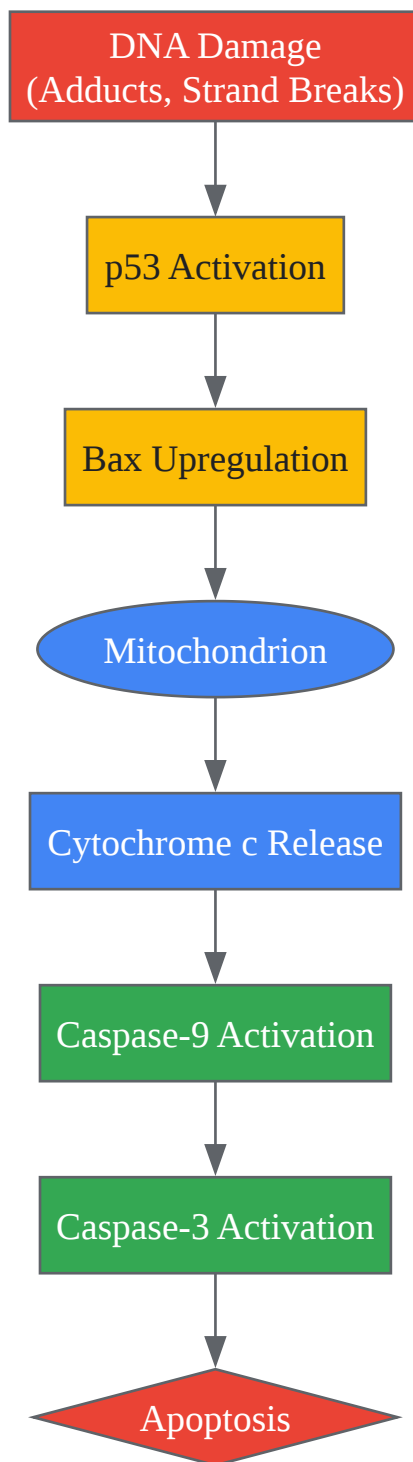 DNA Damage
(Adducts, Strand Breaks)
p53 Activation
Bax Upregulation
Mitochondrion
Cytochrome c Release
Caspase-9 Activation
Caspase-3 Activation
Apoptosis